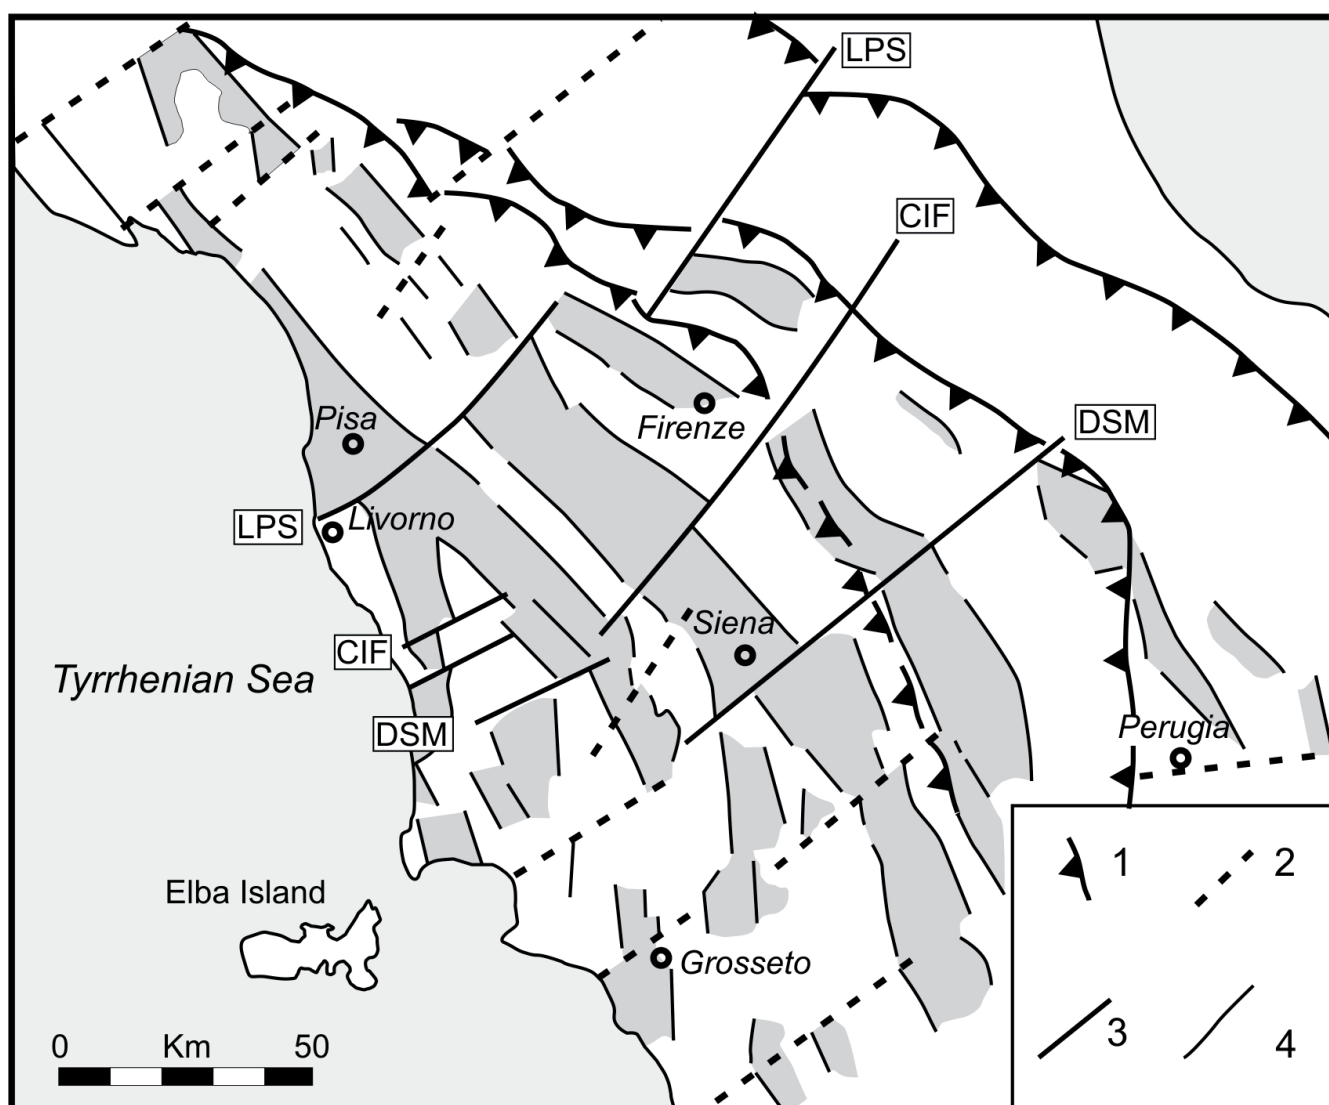 LPS
CIF
Pisa
Firenze
DSM
LPS
Livorno
Siena
CIF
Tyrrhenian Sea
DSM
Perugia
1
2
Elba Island
Grosseto
3
4
0 Km 50